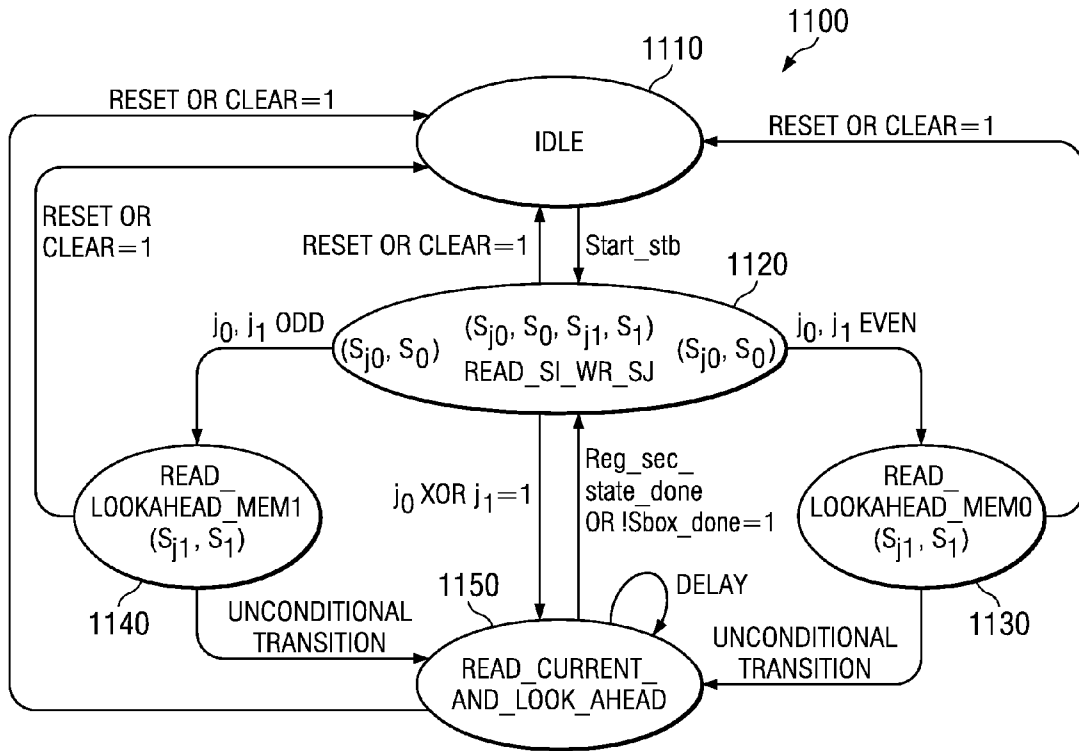 1100
1110
RESET OR CLEAR=1
RESET OR CLEAR=1
IDLE
RESET OR
CLEAR=1
RESET OR CLEAR=1
Start_stb
1120
j0, j1 ODD
(Sj0, S0, Sj1, S1)
j0, j1 EVEN
(Sj0, S0)
READ_SI_WR_SJ
(Sj0, S0)
READ_
LOOKAHEAD_MEM1
(Sj1, S1)
1140
j0 XOR j1=1
Reg_sec_
state_done
OR !Sbox_done=1
READ_
LOOKAHEAD_MEM0
(Sj1, S1)
1130
1150
DELAY
UNCONDITIONAL
TRANSITION
UNCONDITIONAL
TRANSITION
READ_CURRENT_
AND_LOOK_AHEAD